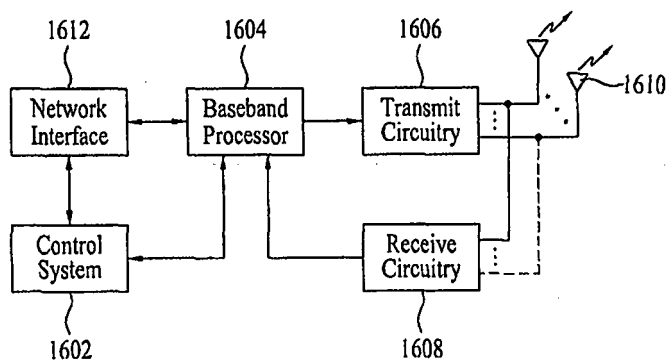 1612
1604
1606
1610
Network
Interface
Baseband
Processor
Transmit
Circuitry
Control
System
Receive
Circuitry
1602
1608